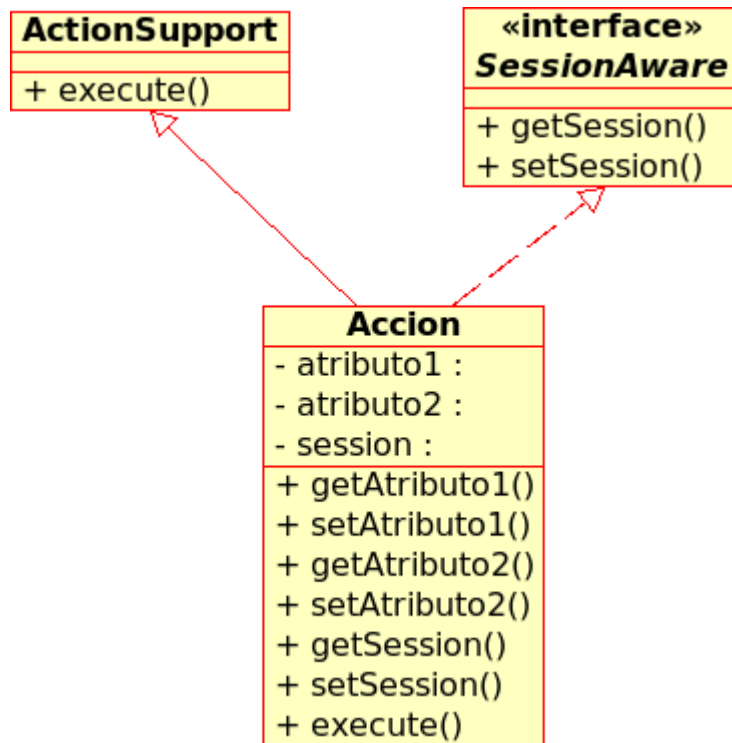 ActionSupport
+ execute()
«interface»
SessionAware
+ getSession()
+ setSession()
Accion
- atributo1 :
- atributo2 :
- session :
+ getAtributo1()
+ setAtributo1()
+ getAtributo2()
+ setAtributo2()
+ getSession()
+ setSession()
+ execute()